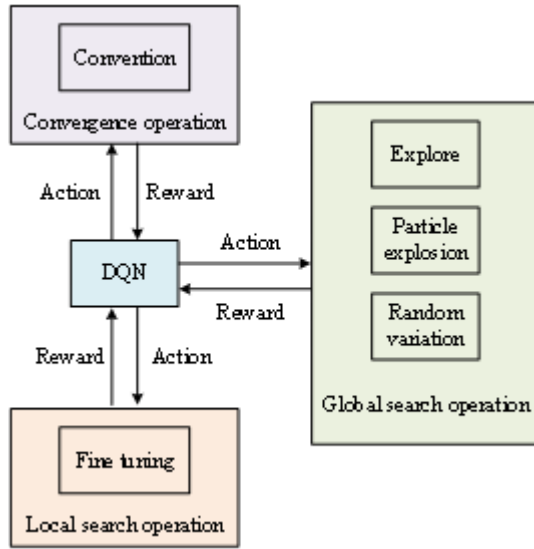 Convention
Convergence operation
Action
Reward
Explore
Particle
explosion
Random
variation
Global search operation
DQN
Action
Reward
Reward
Action
Fine tuning
Local search operation